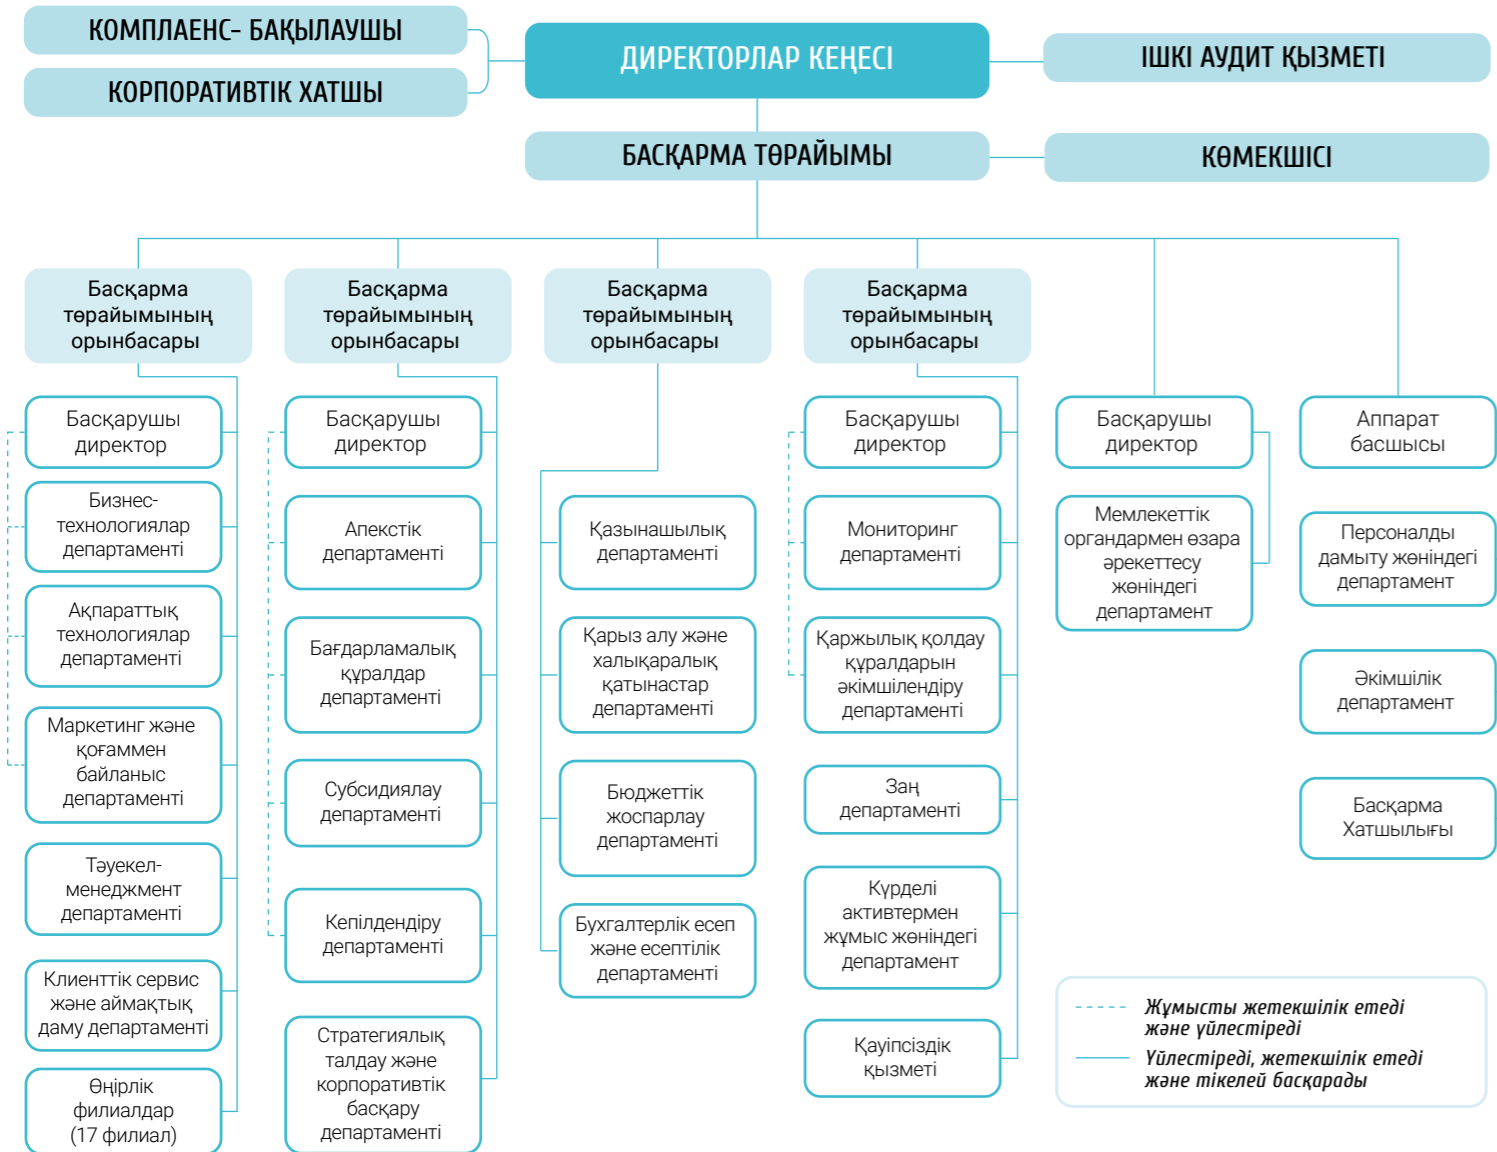 КОМПЛАЕНС- БАҚЫЛАУШЫ
КОРПОРАТИВТІК ХАТШЫ
ДИРЕКТОРЛАР КЕҢЕСІ
ІШКІ АУДИТ ҚЫЗМЕТІ
БАСҚАРМА ТӨРАЙЫМЫ
КӨМЕКШІСІ
Басқарма
төрайымының
орынбасары
Басқарушы
директор
Бизнес-
технологиялар
департаменті
Ақпараттық
технологиялар
департаменті
Маркетинг және
қоғаммен
байланыс
департаменті
Тәуекел-
менеджмент
департаменті
Клиенттік сервис
және аймақтық
даму департаменті
Өңірлік
филиалдар
(17 филиал)
Басқарма
төрайымының
орынбасары
Басқарушы
директор
Апекстік
департаменті
Бағдарламалық
құралдар
департаменті
Субсидиялау
департаменті
Кепілдендіру
департаменті
Стратегиялық
талдау және
корпоративтік
басқару
департаменті
Басқарма
төрайымының
орынбасары
Қазынашылық
департаменті
Қарыз алу және
халықаралық
қатынастар
департаменті
Бюджеттік
жоспарлау
департаменті
Бухгалтерлік есеп
және есептілік
департаменті
Басқарма
төрайымының
орынбасары
Басқарушы
директор
Мониторинг
департаменті
Қаржылық қолдау
құралдарын
әкімшілендіру
департаменті
Заң
департаменті
Күрделі
активтермен
жұмыс жөніндегі
департамент
Қауіпсіздік
қызметі
Басқарушы
директор
Мемлекеттік
органдармен өзара
әрекеттесу
жөніндегі
департамент
Аппарат
басшысы
Персоналды
дамыту жөніндегі
департамент
Әкімшілік
департамент
Басқарма
Хатшылығы
Жұмысты жетекшілік етеді
және үйлестіреді
Үйлестіреді, жетекшілік етеді
және тікелей басқарады